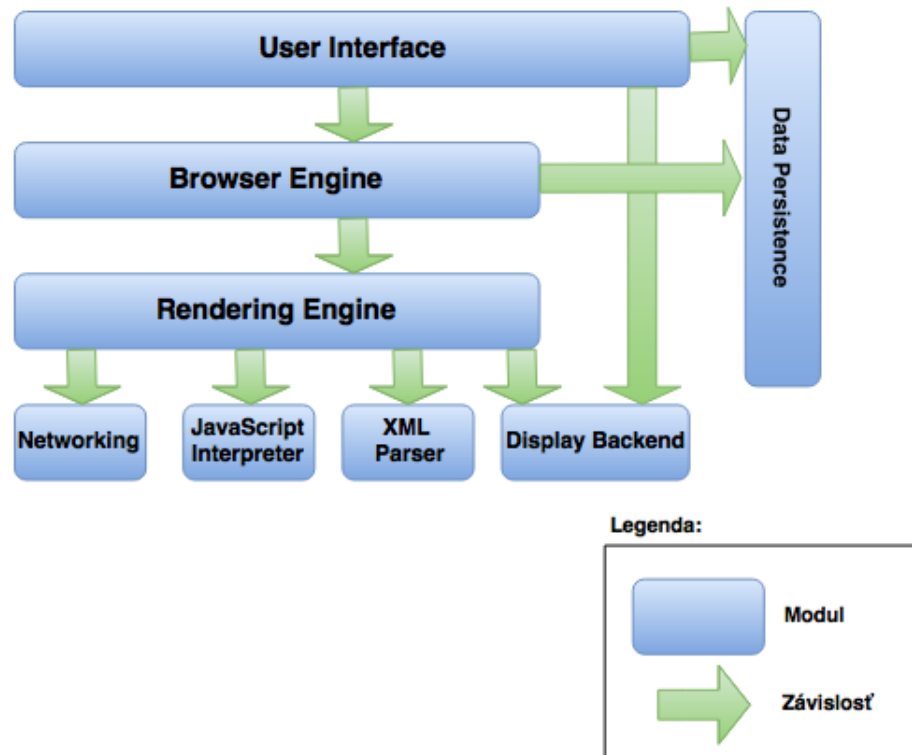 User Interface
Data Persistence
Browser Engine
Rendering Engine
Networking
JavaScript
Interpreter
XML
Parser
Display Backend
Legenda:
Modul
Závislosť